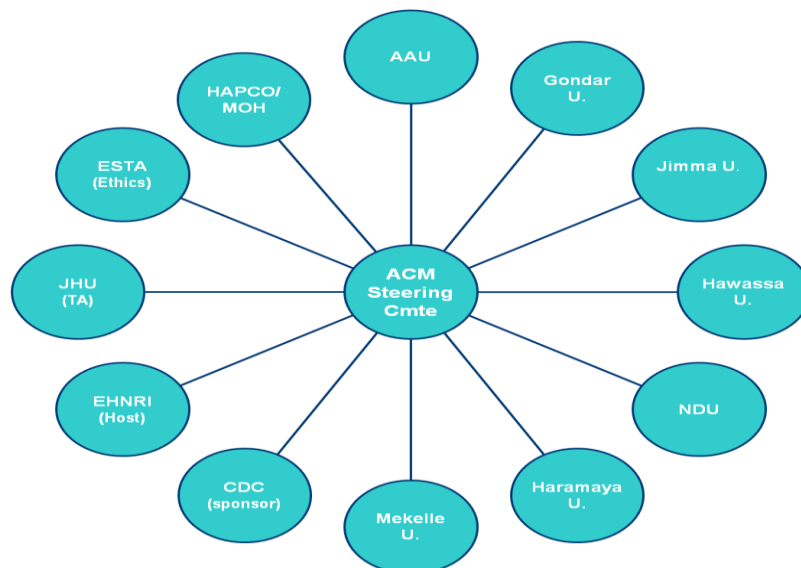 AAU
Gondar
U.
Jimma U.
Hawassa
U.
NDU
Haramaya
U.
Mekelle
U.
CDC
(sponsor)
EHNRI
(Host)
JHU
(TA)
ESTA
(Ethics)
HAPCO/
MOH
ACM
Steering
Cmte